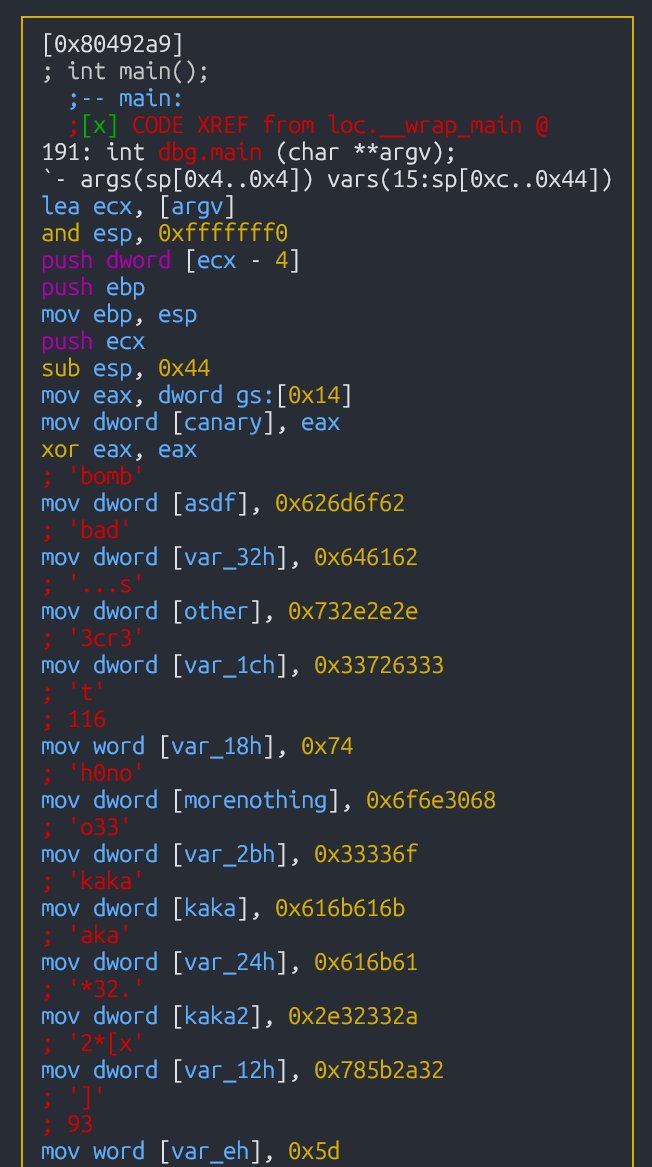 [0x80492a9]
; int main();
;-- main:
;[x] CODE XREF from loc.__wrap_main @
191: int dbg.main (char **argv);
`- args(sp[0x4..0x4]) vars(15:sp[0xc..0x44])
lea ecx, [argv]
and esp, 0xfffffff0
push dword [ecx - 4]
push ebp
mov ebp, esp
push ecx
sub esp, 0x44
mov eax, dword gs:[0x14]
mov dword [canary], eax
xor eax, eax
; 'bomb'
mov dword [asdf], 0x626d6f62
; 'bad'
mov dword [var_32h], 0x646162
; '...s'
mov dword [other], 0x732e2e2e
; '3cr3'
mov dword [var_1ch], 0x33726333
; 't'
; 116
mov word [var_18h], 0x74
; 'h0no'
mov dword [morenothing], 0x6f6e3068
; 'o33'
mov dword [var_2bh], 0x33336f
; 'kaka'
mov dword [kaka], 0x616b616b
; 'aka'
mov dword [var_24h], 0x616b61
; '*32.'
mov dword [kaka2], 0x2e32332a
; '2*[x'
mov dword [var_12h], 0x785b2a32
; ']'
; 93
mov word [var_eh], 0x5d